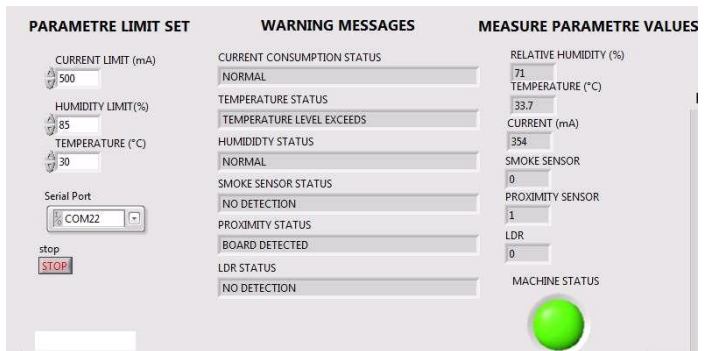 PARAMETRE LIMIT SET
CURRENT LIMIT (mA)
500
HUMIDITY LIMIT(%)
85
TEMPERATURE (°C)
30
Serial Port
COM22
stop
STOP
WARNING MESSAGES
CURRENT CONSUMPTION STATUS
NORMAL
TEMPERATURE STATUS
TEMPERATURE LEVEL EXCEEDS
HUMIDIDTY STATUS
NORMAL
SMOKE SENSOR STATUS
NO DETECTION
PROXIMITY STATUS
BOARD DETECTED
LDR STATUS
NO DETECTION
MEASURE PARAMETRE VALUES
RELATIVE HUMIDITY (%)
71
TEMPERATURE (°C)
33.7
CURRENT (mA)
354
SMOKE SENSOR
0
PROXIMITY SENSOR
1
LDR
0
MACHINE STATUS